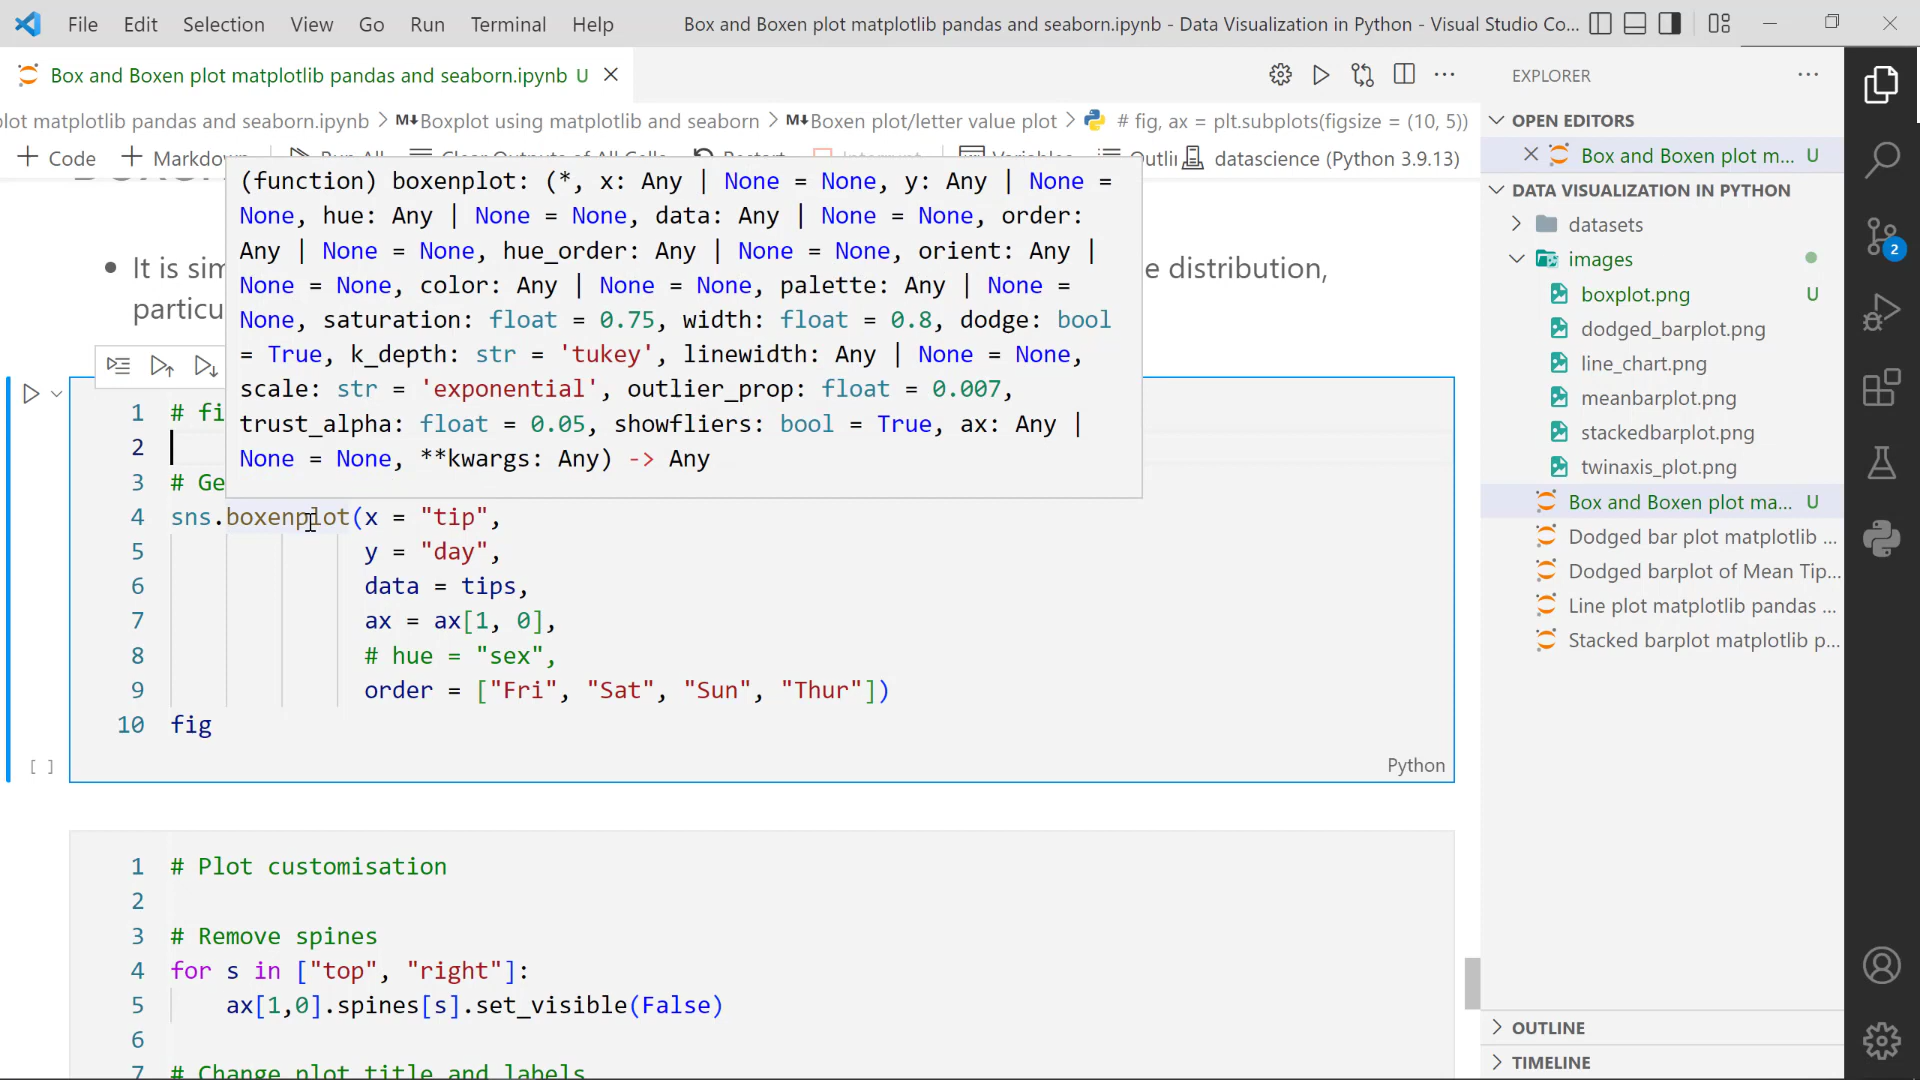 File Edit Selection View Go Run Terminal Help Box and Boxen plot matplotlib pandas and seaborn.ipynb - Data Visualization in Python - Visual Studio Co...
Box and Boxen plot matplotlib pandas and seaborn.ipynb U
lot matplotlib pandas and seaborn.ipynb > M↓Boxplot using matplotlib and seaborn > M↓Boxen plot/letter value plot > # fig, ax = plt.subplots(figsize = (10, 5))
+ Code + Markdown Run All Clear Outputs of All Cells Restart Interrupt Variables Outli datascience (Python 3.9.13)
(function) boxenplot: (*, x: Any | None = None, y: Any | None =
None, hue: Any | None = None, data: Any | None = None, order:
Any | None = None, hue_order: Any | None = None, orient: Any |
None = None, color: Any | None = None, palette: Any | None =
None, saturation: float = 0.75, width: float = 0.8, dodge: bool
= True, k_depth: str = 'tukey', linewidth: Any | None = None,
scale: str = 'exponential', outlier_prop: float = 0.007,
trust_alpha: float = 0.05, showfliers: bool = True, ax: Any |
None = None, **kwargs: Any) -> Any
• It is sim e distribution,
particu
1 # fi
2
3 # Ge
4 sns.boxenplot(x = "tip",
5 y = "day",
6 data = tips,
7 ax = ax[1, 0],
8 # hue = "sex",
9 order = ["Fri", "Sat", "Sun", "Thur"])
10 fig
[ ] Python
1 # Plot customisation
2
3 # Remove spines
4 for s in ["top", "right"]:
5 ax[1,0].spines[s].set_visible(False)
6
7 # Change plot title and labels
EXPLORER
OPEN EDITORS
Box and Boxen plot m... U
DATA VISUALIZATION IN PYTHON
datasets
images
boxplot.png U
dodged_barplot.png
line_chart.png
meanbarplot.png
stackedbarplot.png
twinaxis_plot.png
Box and Boxen plot ma... U
Dodged bar plot matplotlib ...
Dodged barplot of Mean Tip...
Line plot matplotlib pandas ...
Stacked barplot matplotlib p...
OUTLINE
TIMELINE
2